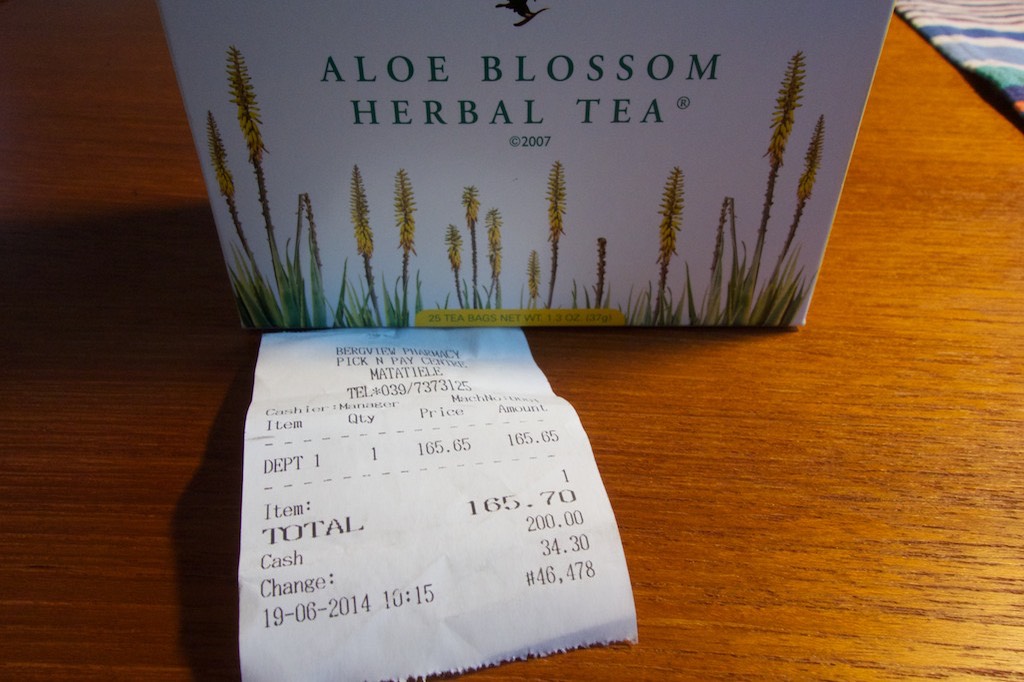 ALOE BLOSSOM
HERBAL TEA®
©2007
25 TEA BAGS NET WT. 1.3 OZ. (37g)
BERGVIEW PHARMACY
PICK N PAY CENTRE
MATATIELE
TEL:039/7373125
Cashier:Manager MachNo:
Item Qty Price Amount
DEPT 1 1 165.65 165.65
Item: 1
TOTAL 165.70
Cash 200.00
Change: 34.30
19-06-2014 10:15 #46,478